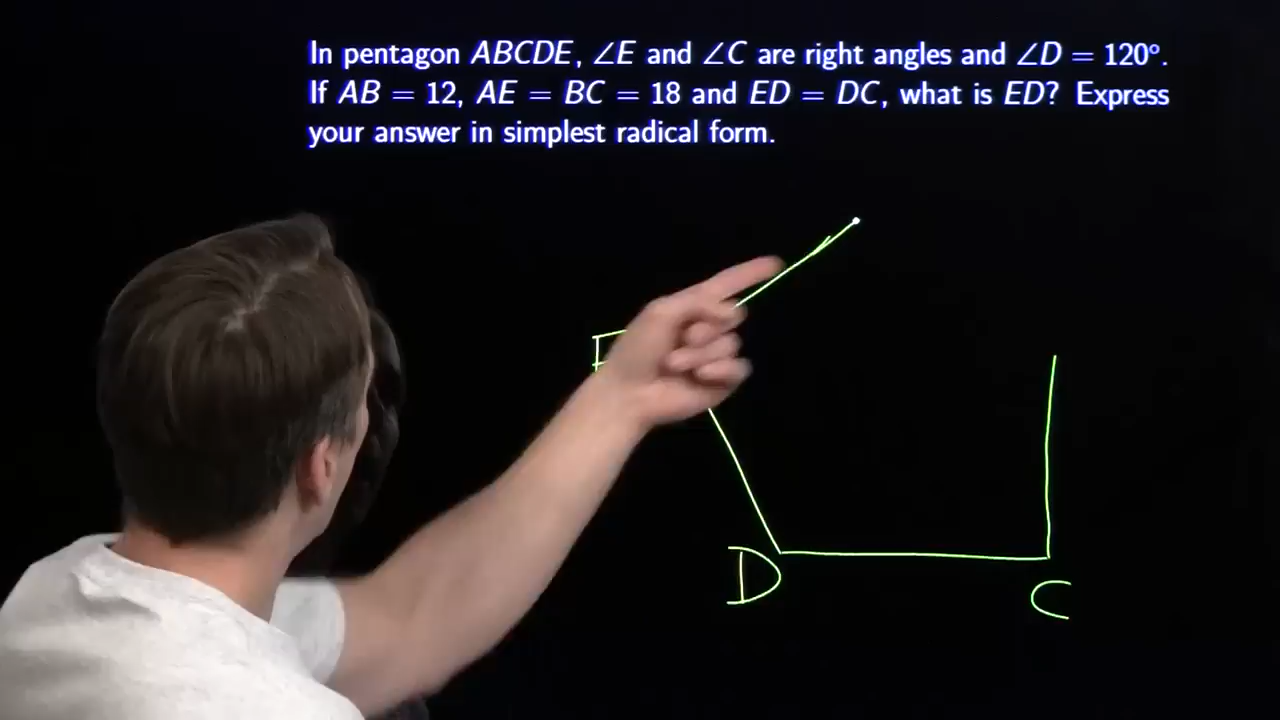 In pentagon ABCDE, ∠E and ∠C are right angles and ∠D = 120°.
If AB = 12, AE = BC = 18 and ED = DC, what is ED? Express
your answer in simplest radical form.
E
D
C